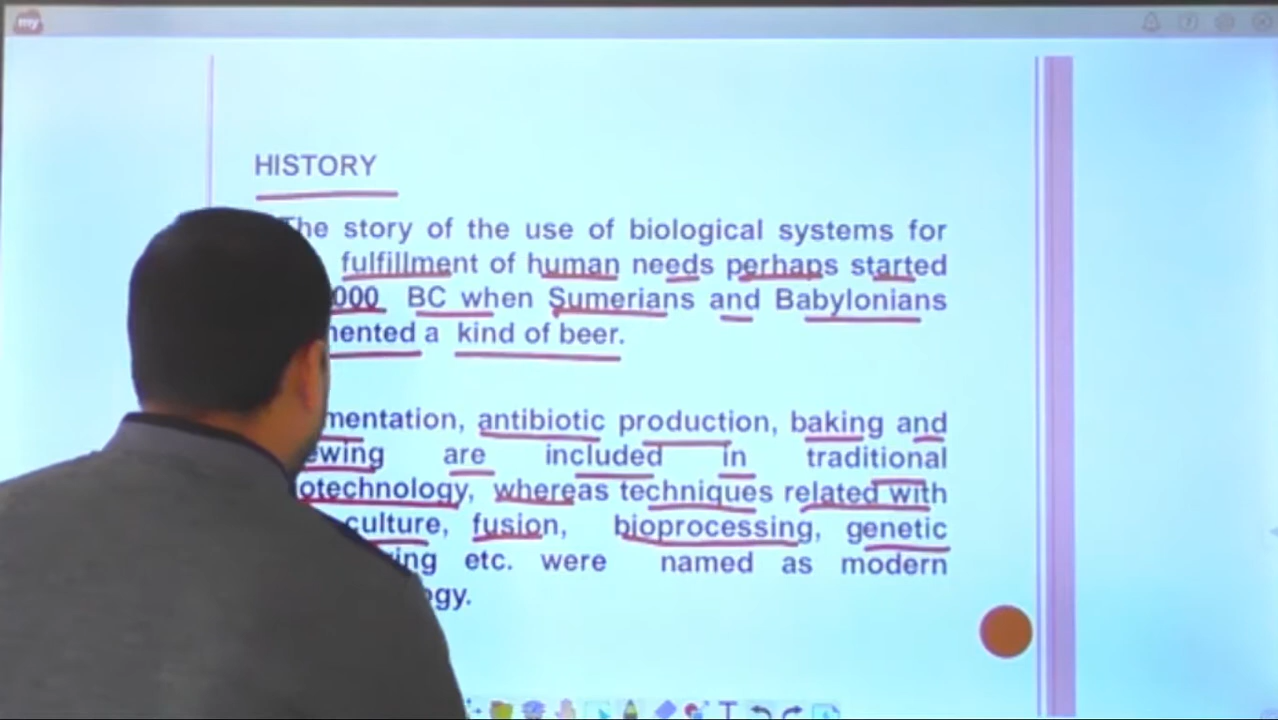 my
HISTORY
The story of the use of biological systems for
fulfillment of human needs perhaps started
000 BC when Sumerians and Babylonians
mented a kind of beer.
mentation, antibiotic production, baking and
ewing are included in traditional
otechnology, whereas techniques related with
culture, fusion, bioprocessing, genetic
ing etc. were named as modern
ogy.
T